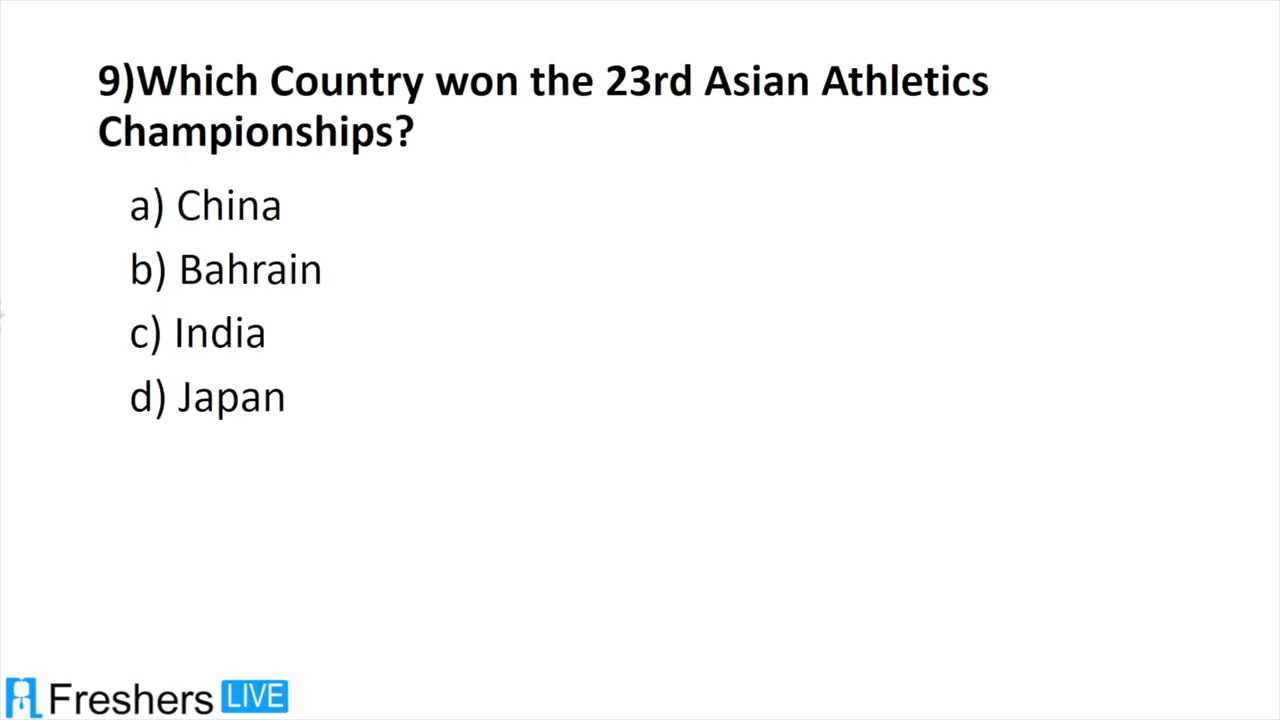 9)Which Country won the 23rd Asian Athletics
Championships?
a) China
b) Bahrain
c) India
d) Japan
Freshers LIVE